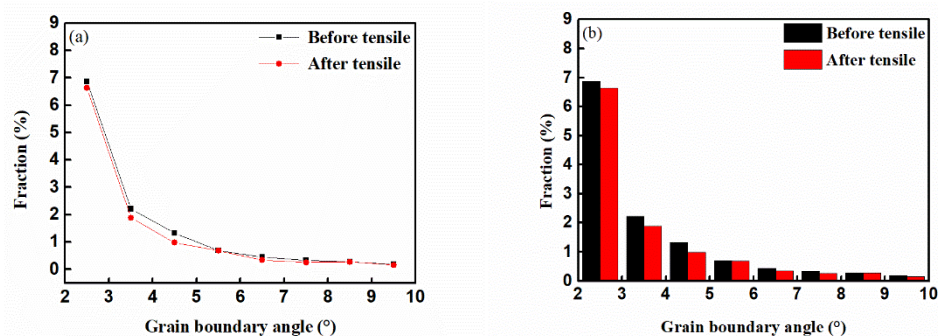 (a)
Before tensile
After tensile
9
8
7
6
5
4
3
2
1
0
Fraction (%)
2 3 4 5 6 7 8 9 10
Grain boundary angle (°)
(b)
Before tensile
After tensile
9
8
7
6
5
4
3
2
1
0
Fraction (%)
2 3 4 5 6 7 8 9 10
Grain boundary angle (°)